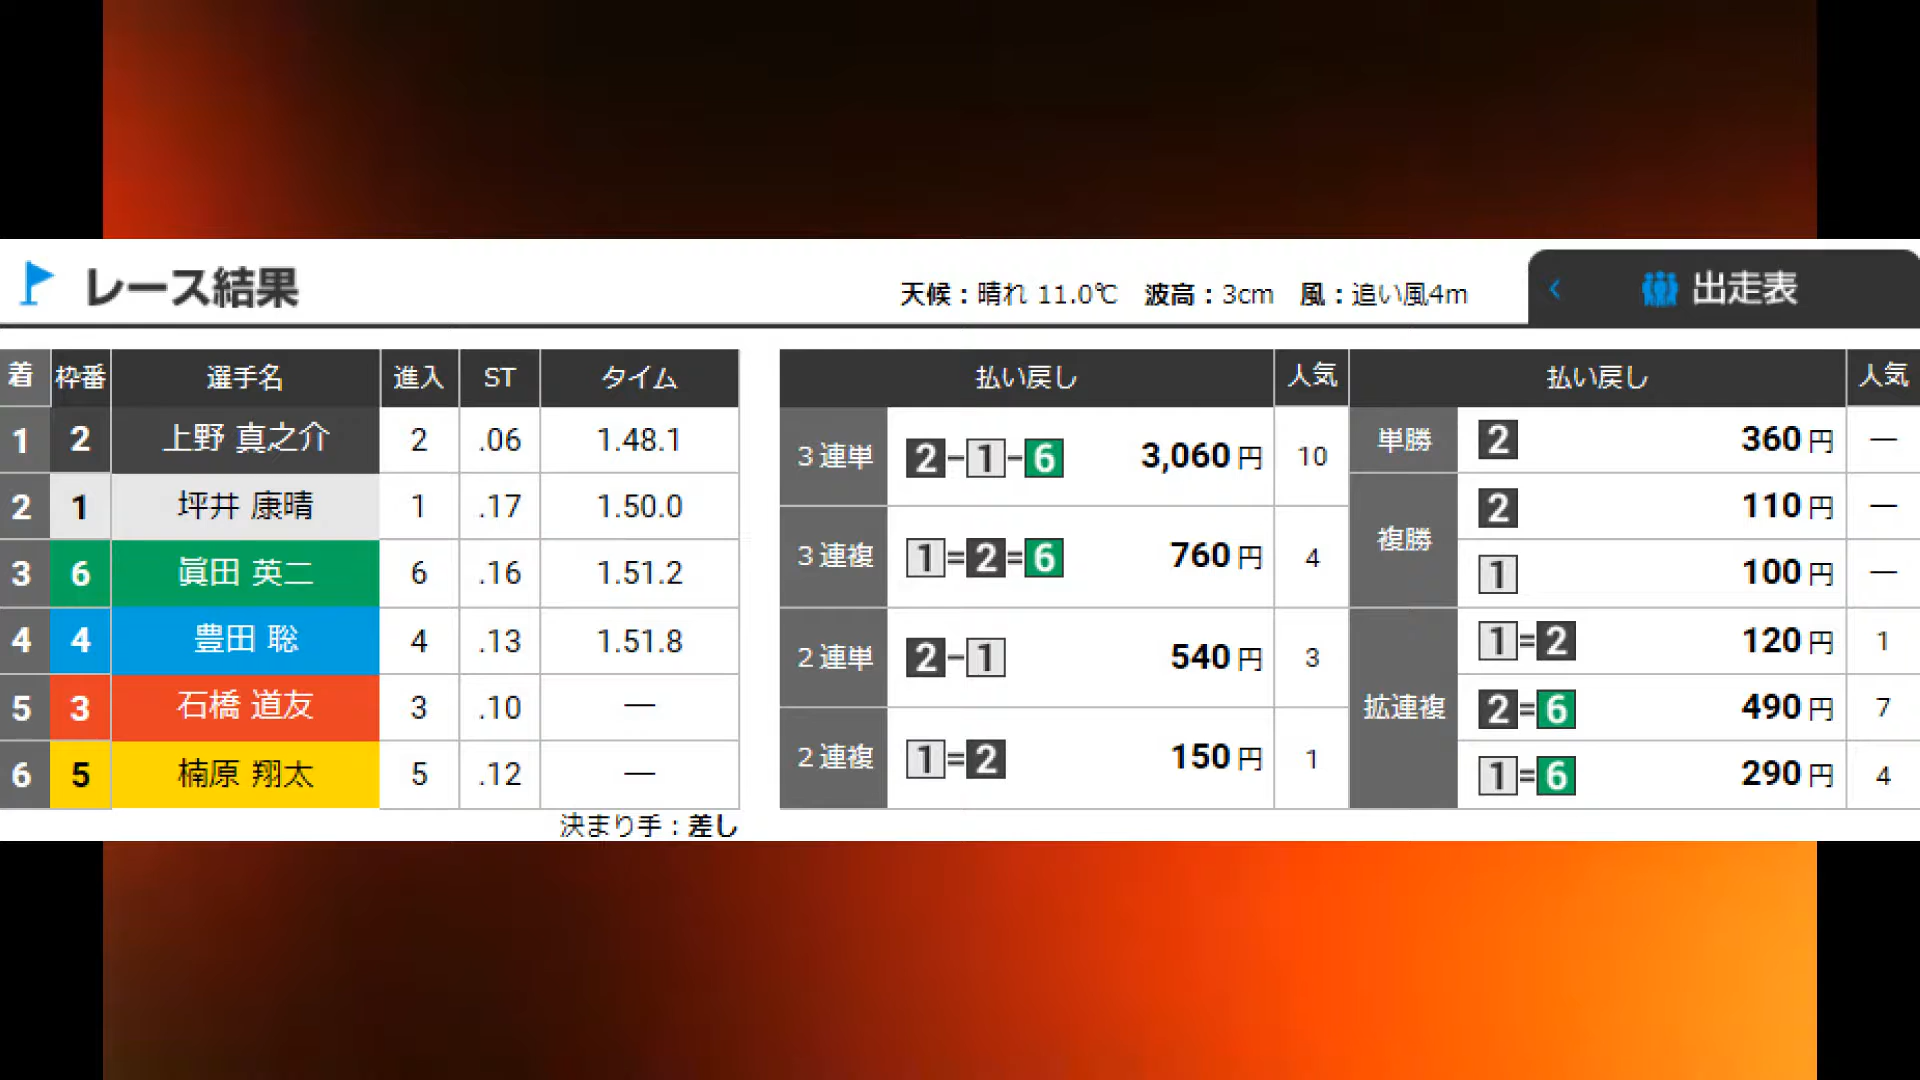 レース結果
天候：晴れ 11.0℃ 波高：3cm 風：追い風4m
出走表
着 枠番 選手名 進入 ST タイム
1 2 上野 真之介 2 .06 1.48.1
2 1 坪井 康晴 1 .17 1.50.0
3 6 眞田 英二 6 .16 1.51.2
4 4 豊田 聡 4 .13 1.51.8
5 3 石橋 道友 3 .10 —
6 5 楠原 翔太 5 .12 —
決まり手：差し
払い戻し 人気
3連単 2-1-6 3,060円 10
3連複 1=2=6 760円 4
2連単 2-1 540円 3
2連複 1=2 150円 1
払い戻し 人気
単勝 2 360円 —
複勝 2 110円 —
1 100円 —
拡連複 1=2 120円 1
2=6 490円 7
1=6 290円 4